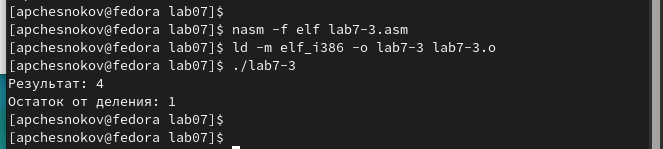 [apchesnokov@fedora lab07]$
[apchesnokov@fedora lab07]$ nasm -f elf lab7-3.asm
[apchesnokov@fedora lab07]$ ld -m elf_i386 -o lab7-3 lab7-3.o
[apchesnokov@fedora lab07]$ ./lab7-3
Результат: 4
Остаток от деления: 1
[apchesnokov@fedora lab07]$
[apchesnokov@fedora lab07]$